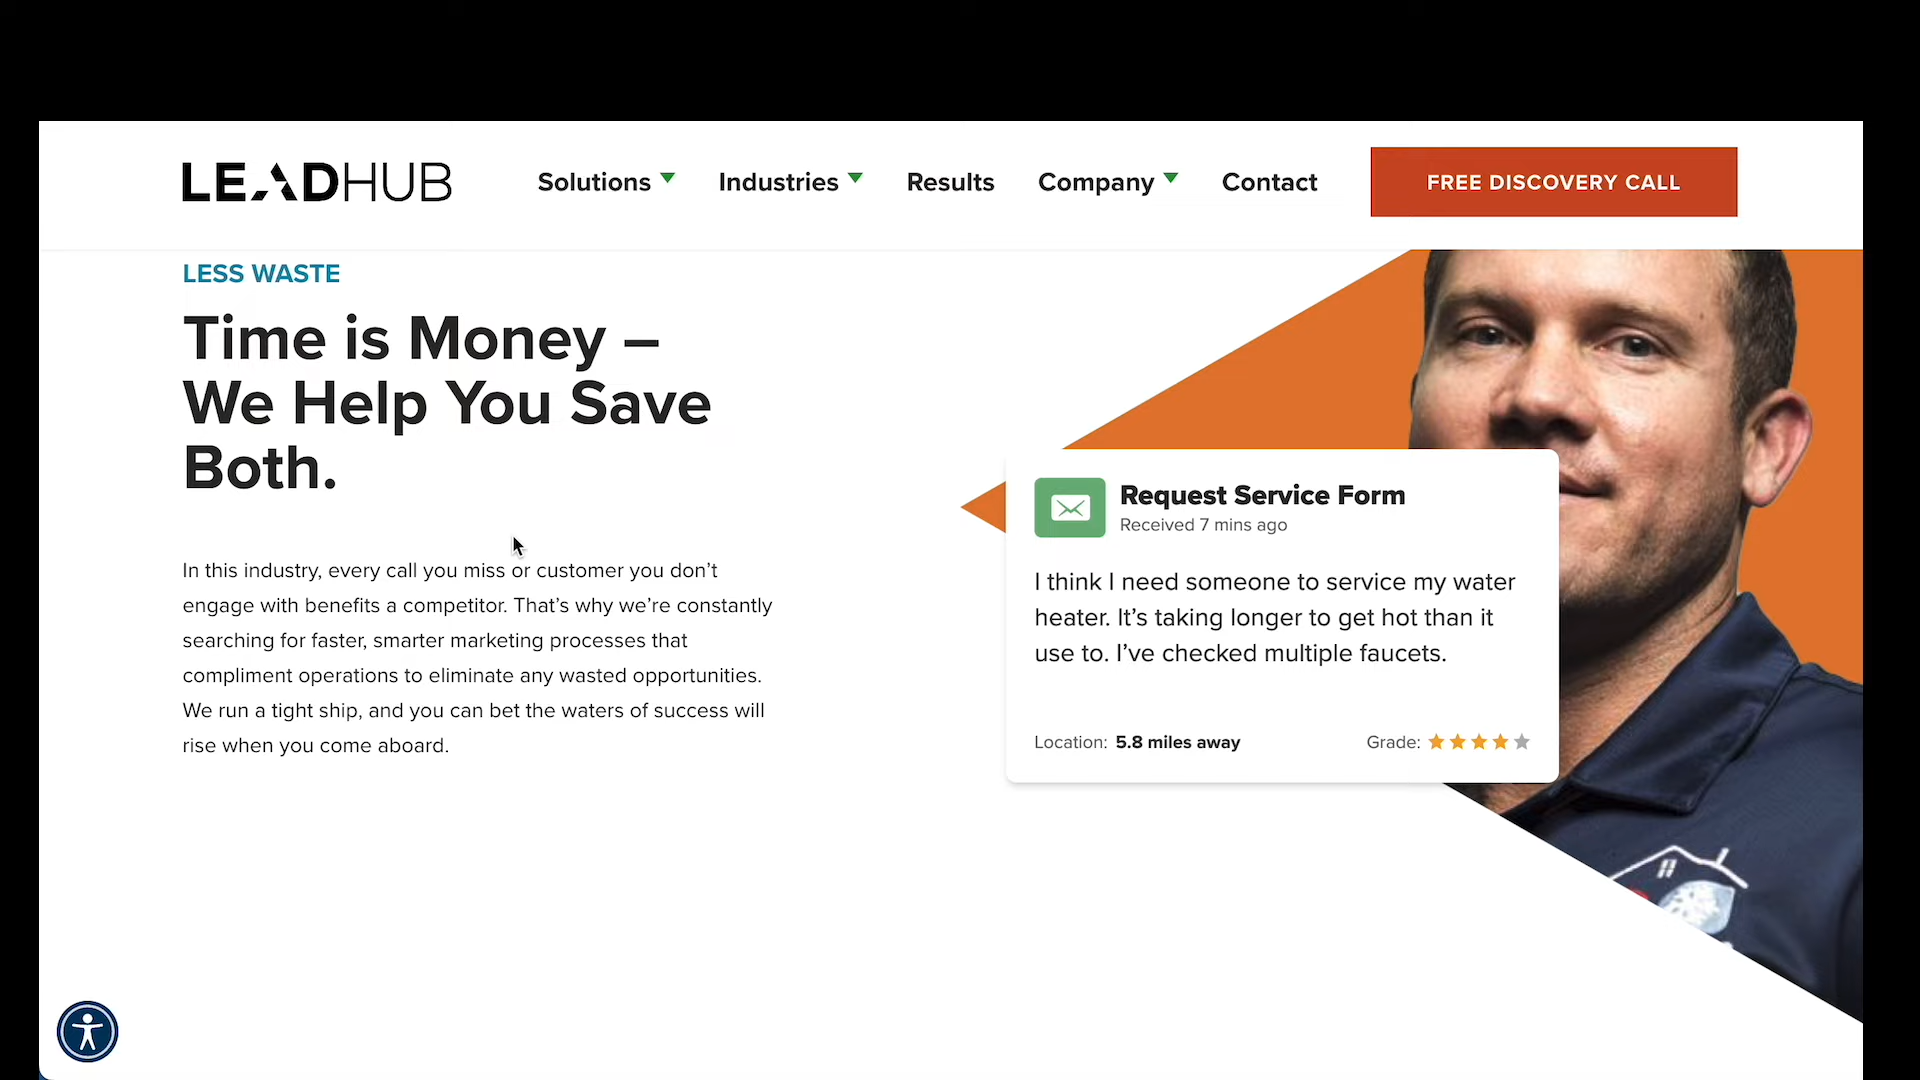 LEADHUB
Solutions
Industries
Results
Company
Contact
FREE DISCOVERY CALL
LESS WASTE
Time is Money –
We Help You Save
Both.
In this industry, every call you miss or customer you don’t
engage with benefits a competitor. That’s why we’re constantly
searching for faster, smarter marketing processes that
compliment operations to eliminate any wasted opportunities.
We run a tight ship, and you can bet the waters of success will
rise when you come aboard.
Request Service Form
Received 7 mins ago
I think I need someone to service my water
heater. It’s taking longer to get hot than it
use to. I’ve checked multiple faucets.
Location: 5.8 miles away
Grade: